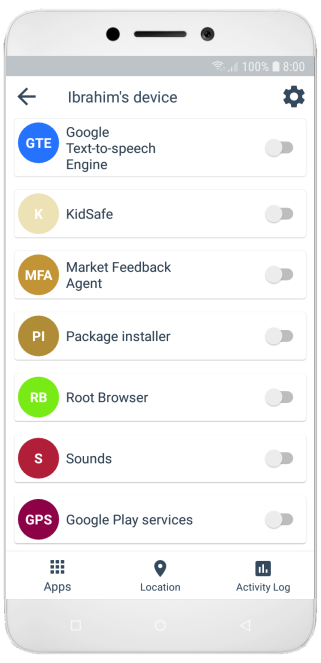 100% 8:00
Ibrahim's device
GTE
Google
Text-to-speech
Engine
K
KidSafe
MFA
Market Feedback
Agent
PI
Package installer
RB
Root Browser
S
Sounds
GPS
Google Play services
Apps
Location
Activity Log